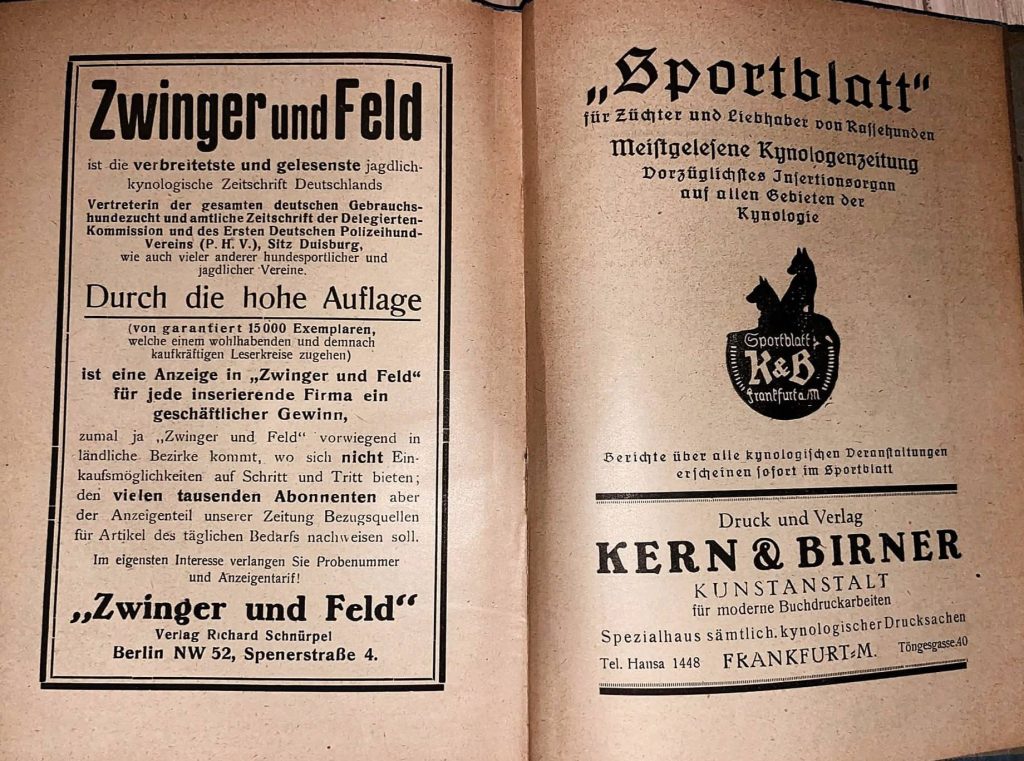 Zwinger und Feld
ist die verbreitetste und gelesenste jagdlich-
kynologische Zeitschrift Deutschlands
Vertreterin der gesamten deutschen Gebrauchs-
hundezucht und amtliche Zeitschrift der Delegierten-
Kommission und des Ersten Deutschen Polizeihund-
Vereins (P. H. V.), Sitz Duisburg,
wie auch vieler anderer hundesportlicher und
jagdlicher Vereine.
Durch die hohe Auflage
(von garantiert 15000 Exemplaren,
welche einem wohlhabenden und demnach
kaufkräftigen Leserkreise zugehen)
ist eine Anzeige in „Zwinger und Feld“
für jede inserierende Firma ein
geschäftlicher Gewinn,
zumal ja „Zwinger und Feld“ vorwiegend in
ländliche Bezirke kommt, wo sich nicht Ein-
kaufsmöglichkeiten auf Schritt und Tritt bieten;
den vielen tausenden Abonnenten aber
der Anzeigenteil unserer Zeitung Bezugsquellen
für Artikel des täglichen Bedarfs nachweisen soll.
Im eigensten Interesse verlangen Sie Probenummer
und Anzeigentarif!
„Zwinger und Feld“
Verlag Richard Schnürpel
Berlin NW 52, Spenerstraße 4.
„Sportblatt“
für Züchter und Liebhaber von Rassehunden
Meistgelesene Kynologenzeitung
Vorzüglichstes Insertionsorgan
auf allen Gebieten der
Kynologie
Sportblatt
K&B
Frankfurt a/M
Berichte über alle kynologischen Veranstaltungen
erscheinen sofort im Sportblatt
Druck und Verlag
KERN & BIRNER
KUNSTANSTALT
für moderne Buchdruckarbeiten
Spezialhaus sämtlich. kynologischer Drucksachen
Tel. Hansa 1448 FRANKFURT-M. Töngesgasse 40